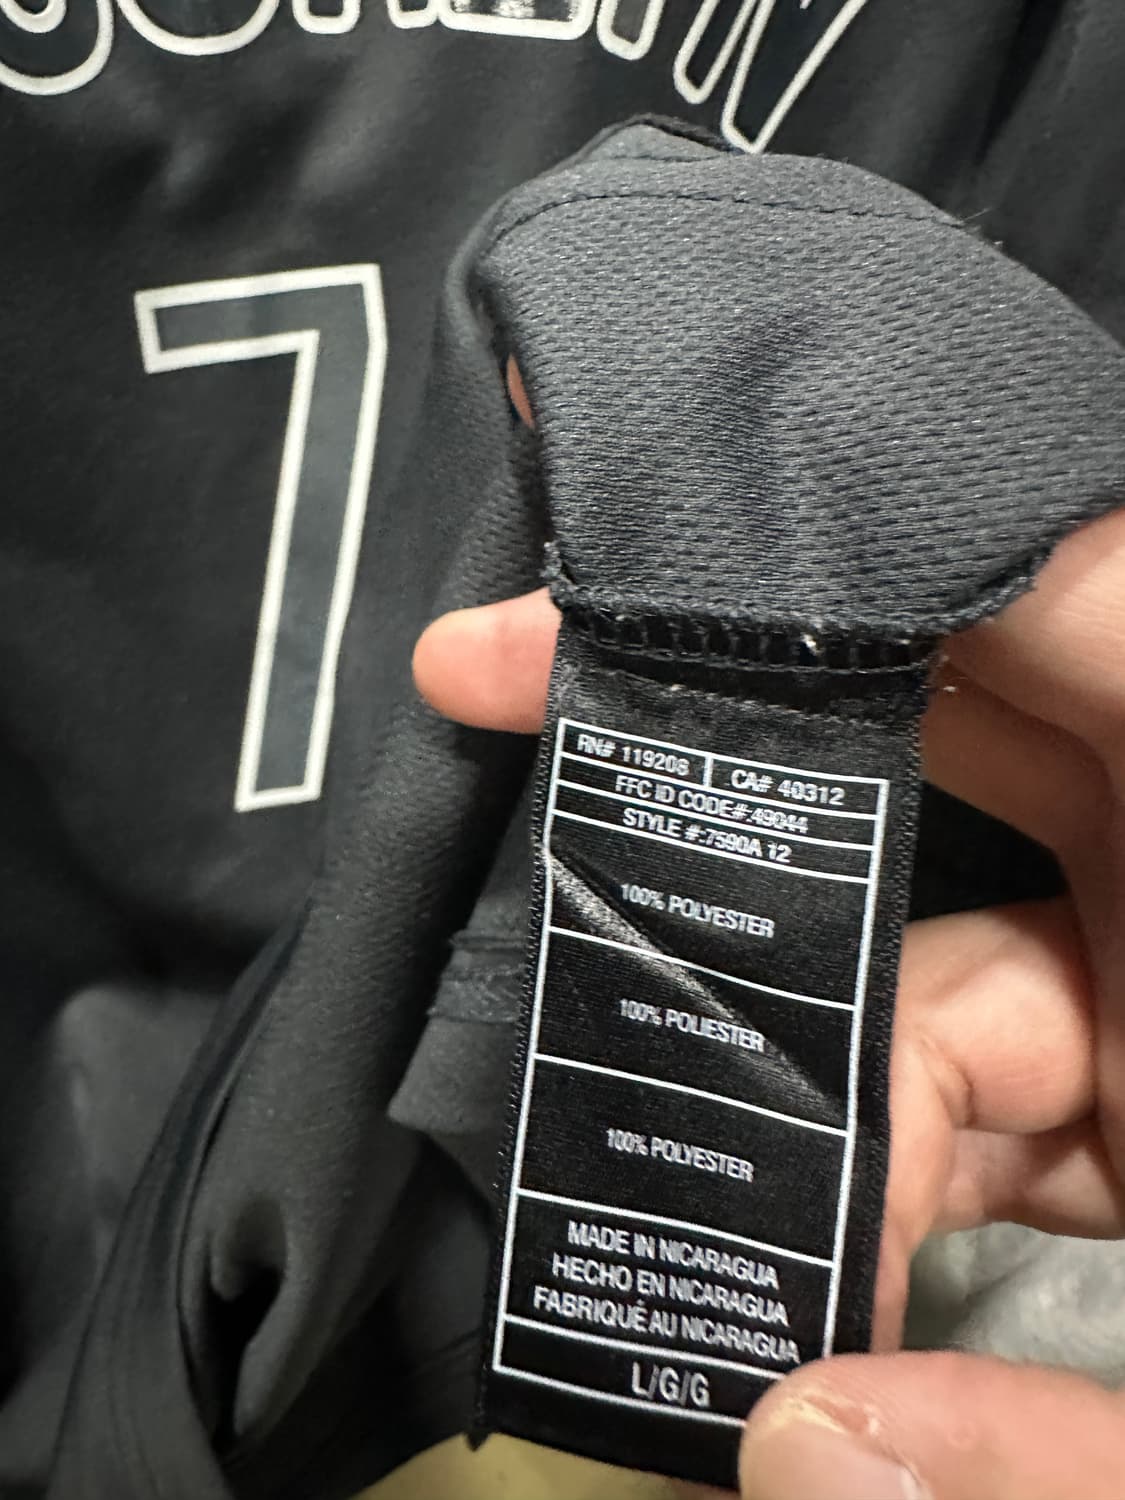 7
RN# 119206 CA# 40312
FFC ID CODE#:49044
STYLE #:7590A 12
100% POLYESTER
100% POLIESTER
100% POLYESTER
MADE IN NICARAGUA
HECHO EN NICARAGUA
FABRIQUÉ AU NICARAGUA
L/G/G